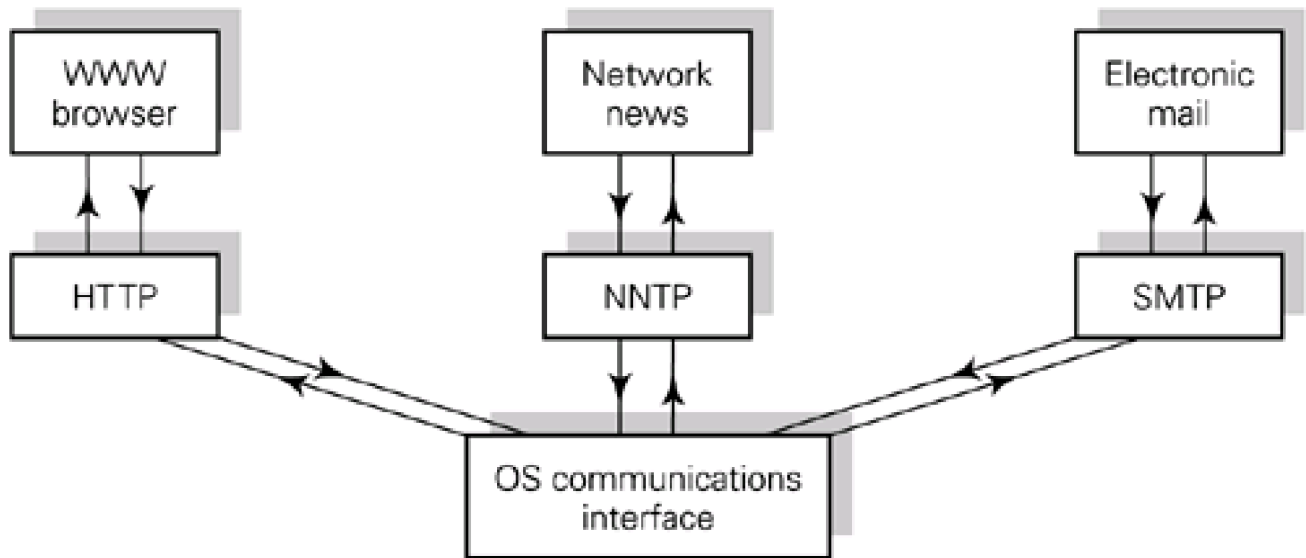 WWW
browser
Network
news
Electronic
mail
HTTP
NNTP
SMTP
OS communications
interface